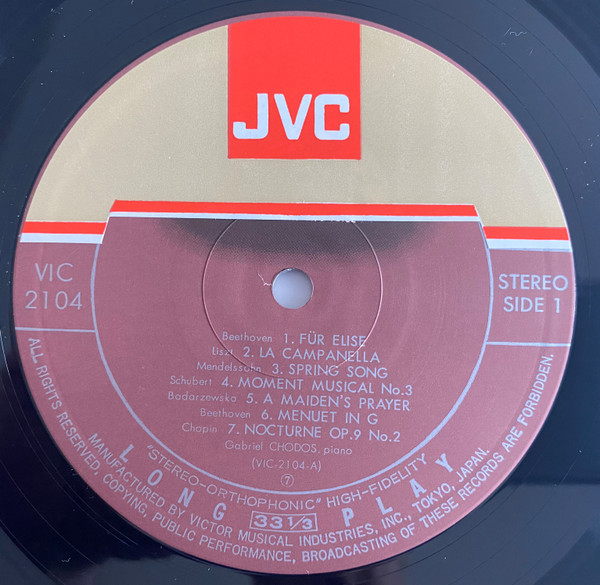 JVC
VIC
2104
STEREO
SIDE 1
Beethoven 1. FÜR ELISE
Liszt 2. LA CAMPANELLA
Mendelssohn 3. SPRING SONG
Schubert 4. MOMENT MUSICAL No.3
Badarzewska 5. A MAIDEN'S PRAYER
Beethoven 6. MENUET IN G
Chopin 7. NOCTURNE OP.9 No.2
Gabriel CHODOS, piano
(VIC-2104-A)
7
"STEREO-ORTHOPHONIC" HIGH-FIDELITY
LONG 33 1/3 PLAY
MANUFACTURED BY VICTOR MUSICAL INDUSTRIES, INC., TOKYO, JAPAN.
ALL RIGHTS RESERVED, COPYING, PUBLIC PERFORMANCE, BROADCASTING OF THESE RECORDS ARE FORBIDDEN.